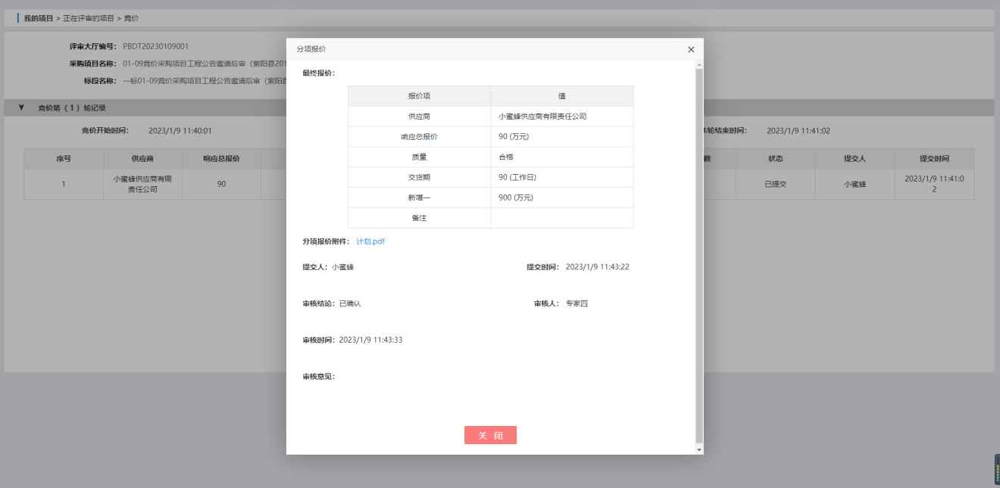 我的项目 > 正在评审的项目 > 竞价
评审大厅编号： PBDT20230109001
采购项目名称： 01-09竞价采购项目工程公告邀请后审（紫阳县201
标段名称： 一标01-09竞价采购项目工程公告邀请后审（紫阳县
▼ 竞价第（1）轮记录
竞价开始时间： 2023/1/9 11:40:01
轮结束时间： 2023/1/9 11:41:02
序号 供应商 响应总报价 数 状态 提交人 提交时间
1 小蜜蜂供应商有限责任公司 90 已提交 小蜜蜂 2023/1/9 11:41:02
分项报价
最终报价：
报价项 值
供应商 小蜜蜂供应商有限责任公司
响应总报价 90 (万元)
质量 合格
交货期 90 (工作日)
新增一 900 (万元)
备注
分项报价附件： 计划.pdf
提交人：小蜜蜂 提交时间： 2023/1/9 11:43:22
审核结论：已确认 审核人： 专家四
审核时间：2023/1/9 11:43:33
审核意见：
关 闭